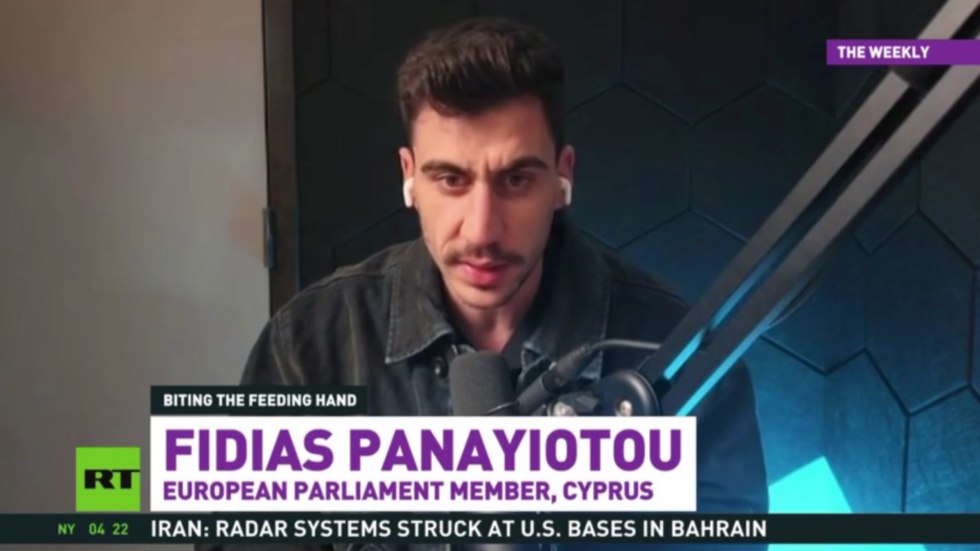 THE WEEKLY
BITING THE FEEDING HAND
FIDIAS PANAYIOTOU
EUROPEAN PARLIAMENT MEMBER, CYPRUS
RT
NY 04 22 IRAN: RADAR SYSTEMS STRUCK AT U.S. BASES IN BAHRAIN